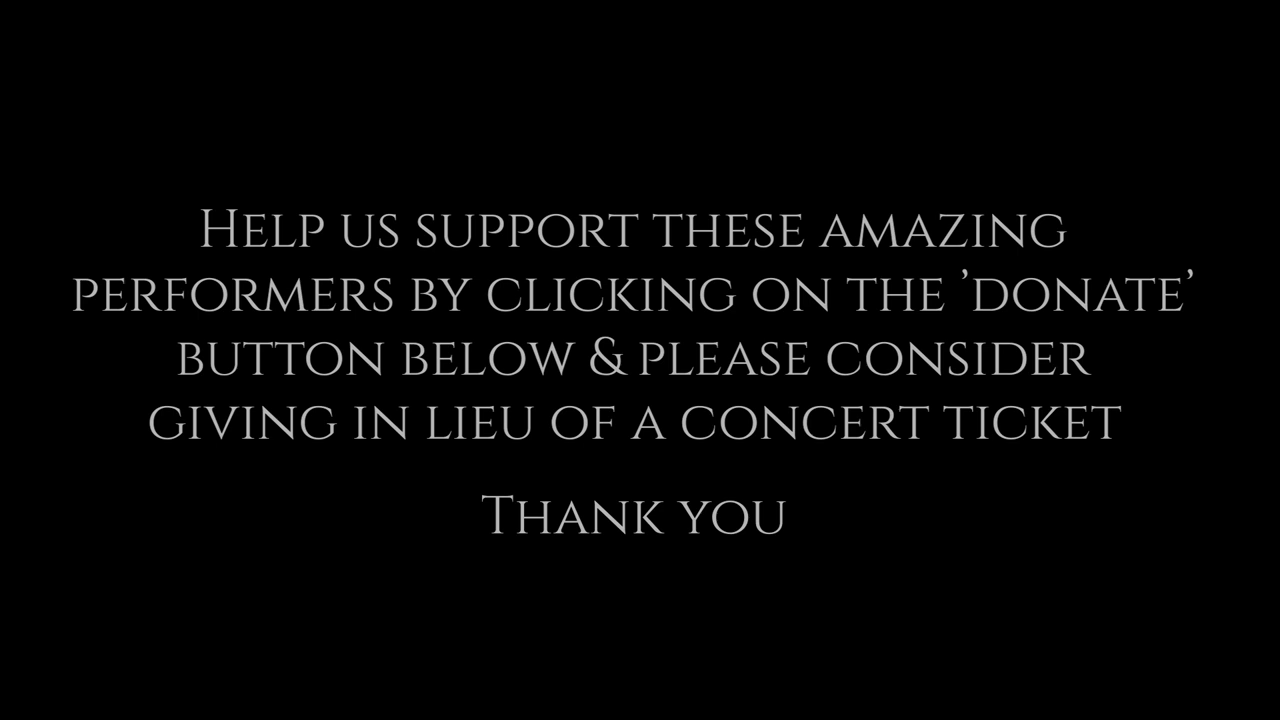 Help us support these amazing
performers by clicking on the ’donate’
button below & please consider
giving in lieu of a concert ticket
Thank you